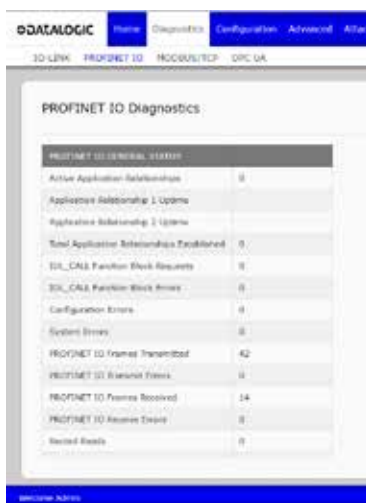 DATALOGIC Home Diagnostics Configuration Advanced
IO-LINK PROFINET IO MODBUS/TCP OPC UA
PROFINET IO Diagnostics
PROFINET IO GENERAL STATUS
Active Application Relationships 0
Application Relationship 1 Uptime
Application Relationship 2 Uptime
Total Application Relationships Established 0
IOL_CALL Function Block Requests 0
IOL_CALL Function Block Errors 0
Configuration Errors 0
System Errors 0
PROFINET IO Frames Transmitted 42
PROFINET IO Transmit Errors 0
PROFINET IO Frames Received 14
PROFINET IO Receive Errors 0
Record Reads 0
Welcome Admin